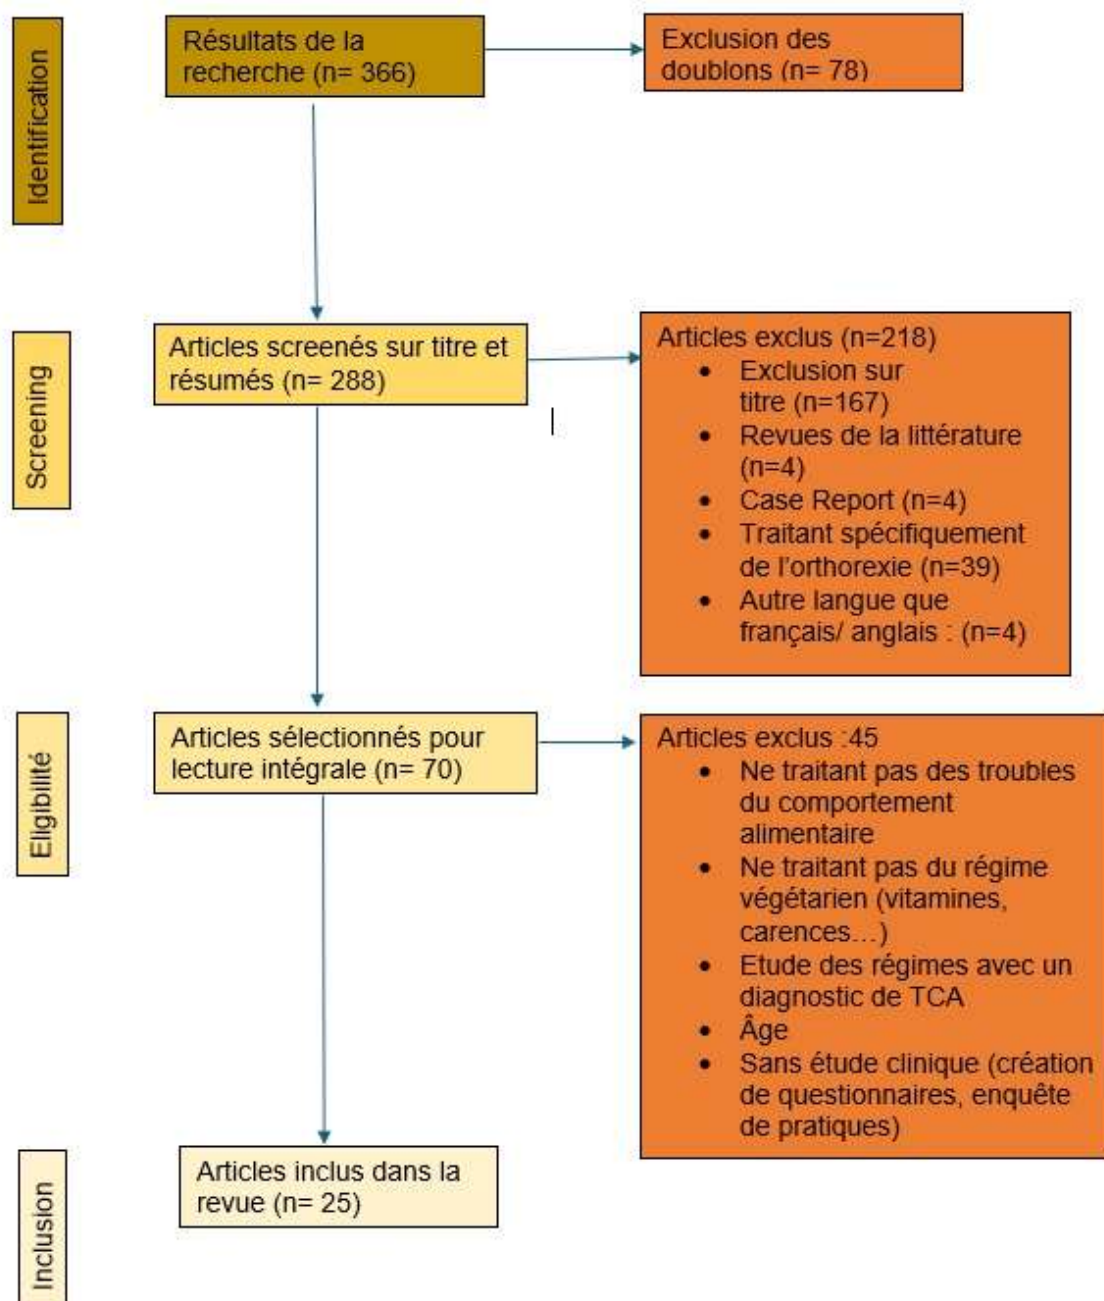 Identification
Résultats de la
recherche (n= 366)
Exclusion des
doublons (n= 78)
Screening
Articles screenés sur titre et
résumés (n= 288)
Articles exclus (n=218)
• Exclusion sur
titre (n=167)
• Revues de la littérature
(n=4)
• Case Report (n=4)
• Traitant spécifiquement
de l'orthorexie (n=39)
• Autre langue que
français/ anglais : (n=4)
Eligibilité
Articles sélectionnés pour
lecture intégrale (n= 70)
Articles exclus :45
• Ne traitant pas des troubles
du comportement
alimentaire
• Ne traitant pas du régime
végétarien (vitamines,
carences…)
• Etude des régimes avec un
diagnostic de TCA
• Âge
• Sans étude clinique (création
de questionnaires, enquête
de pratiques)
Inclusion
Articles inclus dans la
revue (n= 25)